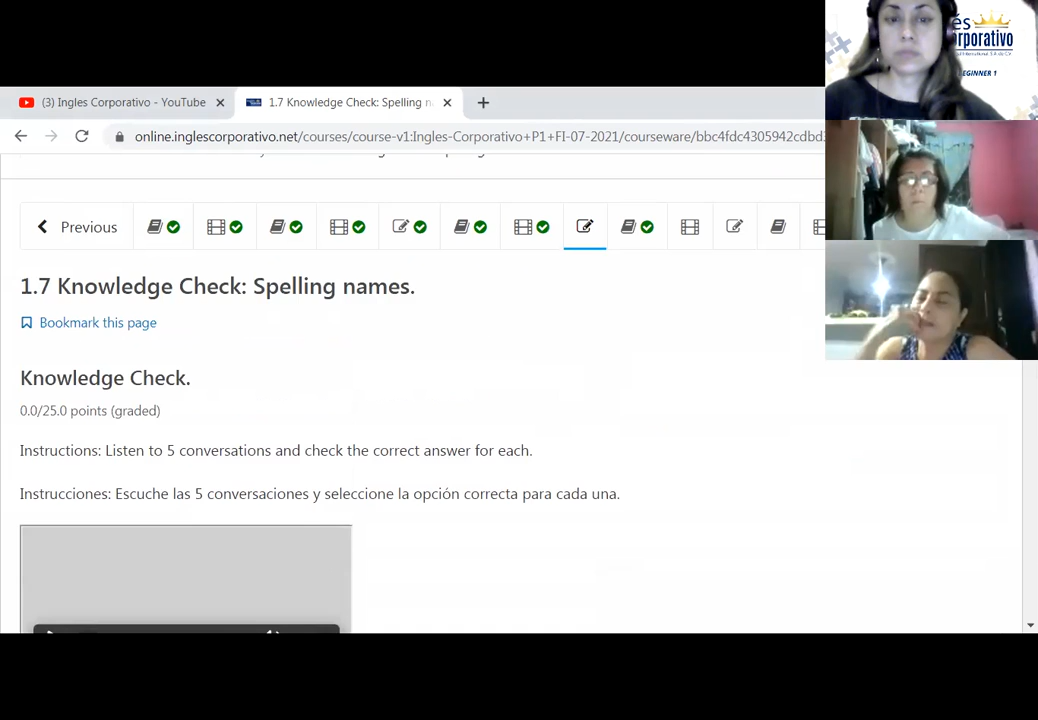 és
orporativo
EGINNER 1
(3) Ingles Corporativo - YouTube
1.7 Knowledge Check: Spelling n
online.inglescorporativo.net/courses/course-v1:Ingles-Corporativo+P1+FI-07-2021/courseware/bbc4fdc4305942cdbd
Previous
1.7 Knowledge Check: Spelling names.
Bookmark this page
Knowledge Check.
0.0/25.0 points (graded)
Instructions: Listen to 5 conversations and check the correct answer for each.
Instrucciones: Escuche las 5 conversaciones y seleccione la opción correcta para cada una.